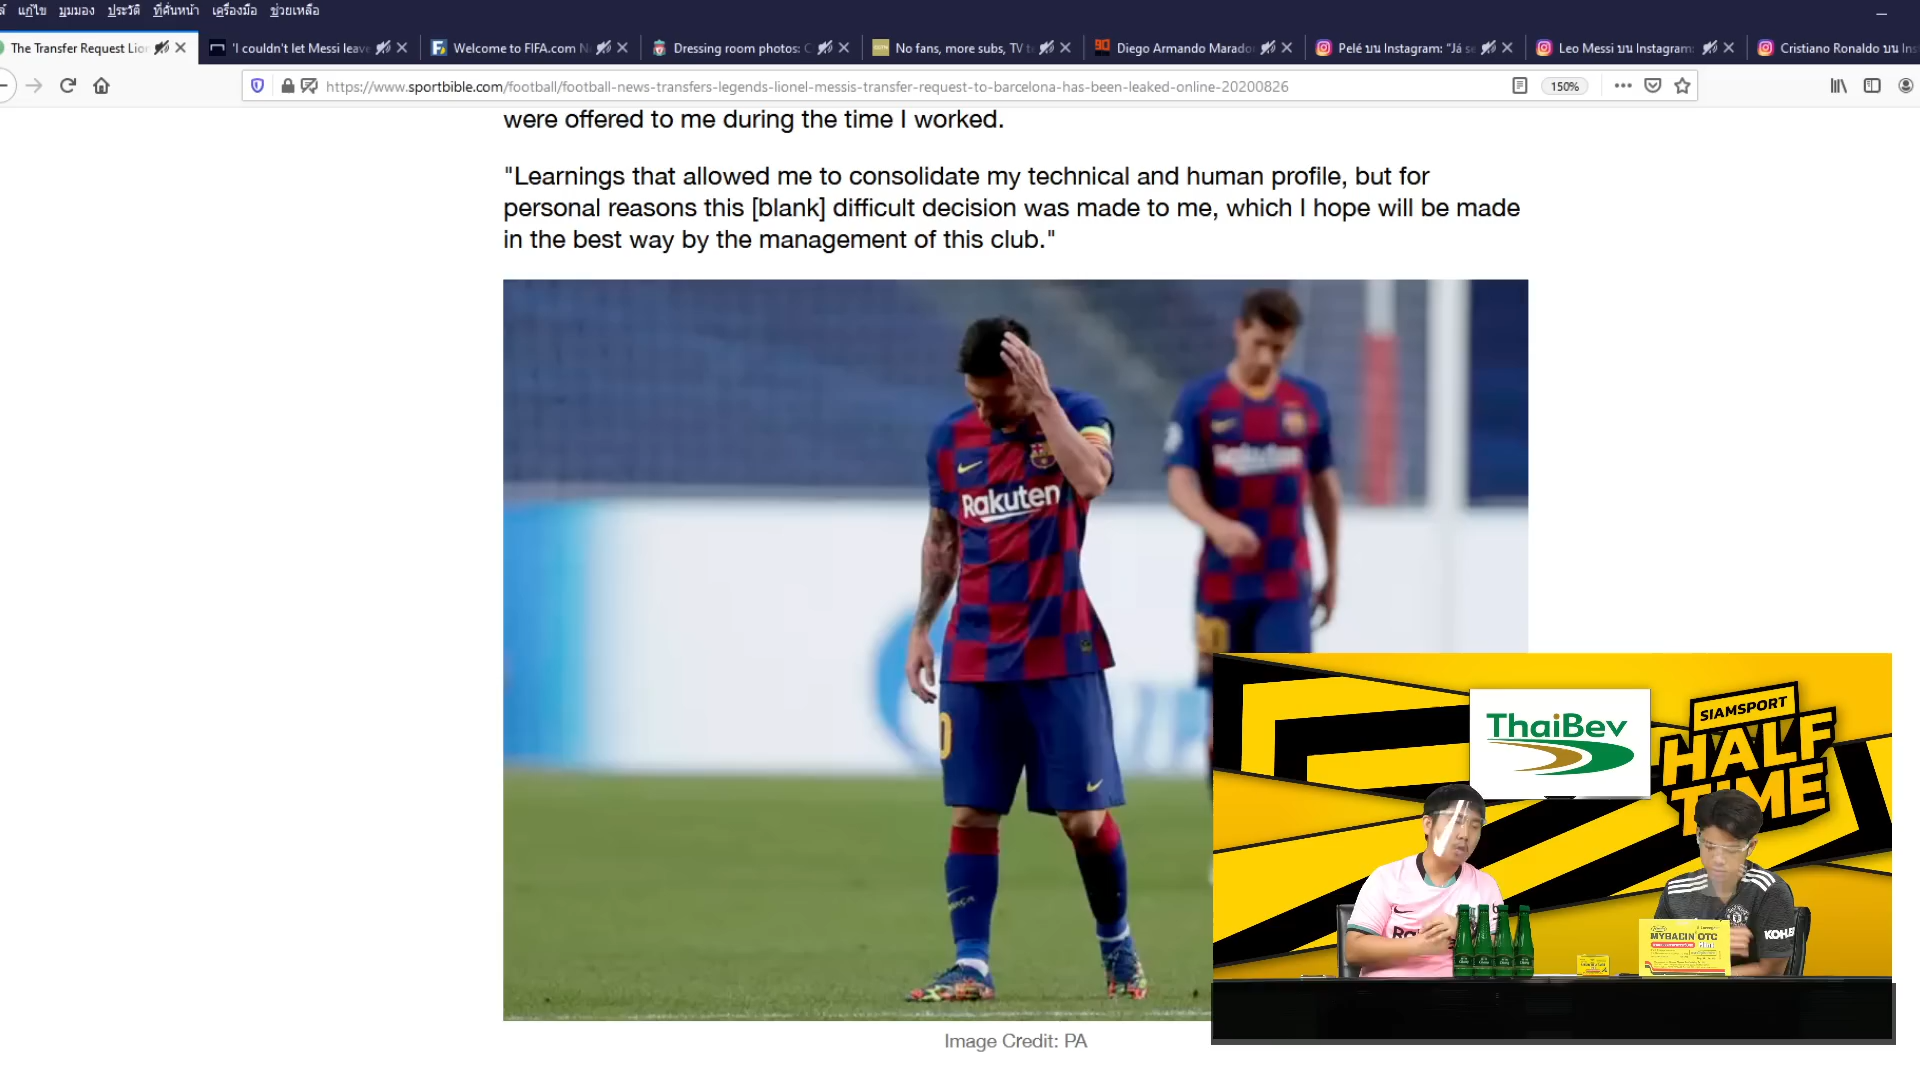 แก้ไข มุมมอง ประวัติ ที่คั่นหน้า เครื่องมือ ช่วยเหลือ
The Transfer Request Lio
'I couldn't let Messi leave
Welcome to FIFA.com N
Dressing room photos: C
No fans, more subs, TV t
Diego Armando Marado
Pelé บน Instagram: "Já se
Leo Messi บน Instagram:
Cristiano Ronaldo บน Ins
https://www.sportbible.com/football/football-news-transfers-legends-lionel-messis-transfer-request-to-barcelona-has-been-leaked-online-20200826
150%
were offered to me during the time I worked.
"Learnings that allowed me to consolidate my technical and human profile, but for
personal reasons this [blank] difficult decision was made to me, which I hope will be made
in the best way by the management of this club."
Rakuten
Rakuten
ThaiBev
SIAMSPORT
HALF
TIME
MYBACIN OTC
KOHLER
Image Credit: PA